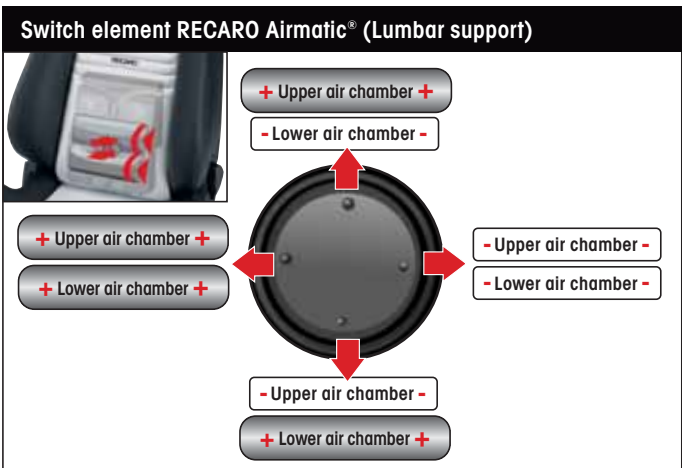 Switch element RECARO Airmatic® (Lumbar support)
RECARO
+ Upper air chamber +
- Lower air chamber -
+ Upper air chamber +
+ Lower air chamber +
- Upper air chamber -
- Lower air chamber -
- Upper air chamber -
+ Lower air chamber +